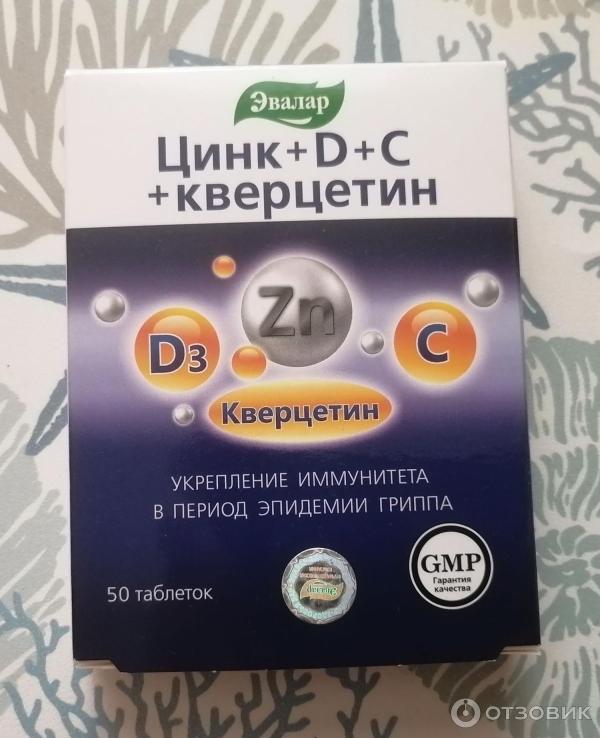 Эвалар
Цинк+D+С
+кверцетин
Zn
D3
C
Кверцетин
УКРЕПЛЕНИЕ ИММУНИТЕТА
В ПЕРИОД ЭПИДЕМИИ ГРИППА
50 таблеток
GMP
Гарантия
качества
ОТЗОВИК